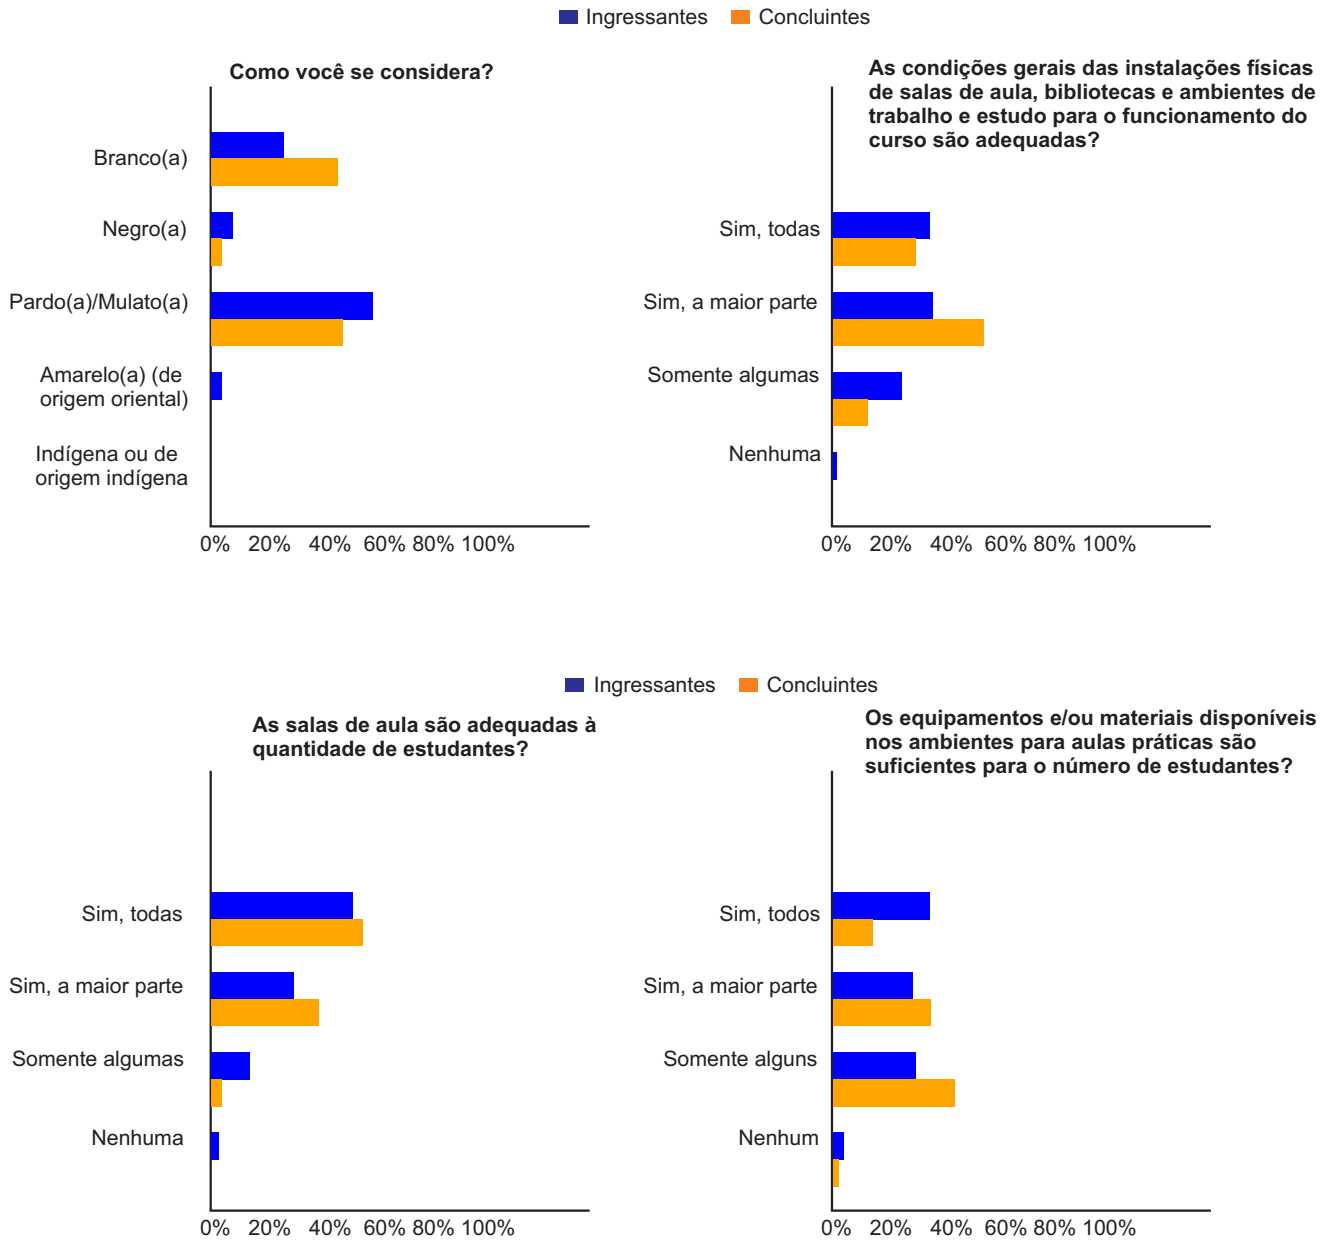 Ingressantes Concluintes
Como você se considera?
Branco(a)
Negro(a)
Pardo(a)/Mulato(a)
Amarelo(a) (de
origem oriental)
Indígena ou de
origem indígena
0% 20% 40% 60% 80% 100%
As condições gerais das instalações físicas
de salas de aula, bibliotecas e ambientes de
trabalho e estudo para o funcionamento do
curso são adequadas?
Sim, todas
Sim, a maior parte
Somente algumas
Nenhuma
0% 20% 40% 60% 80% 100%
Ingressantes Concluintes
As salas de aula são adequadas à
quantidade de estudantes?
Sim, todas
Sim, a maior parte
Somente algumas
Nenhuma
0% 20% 40% 60% 80% 100%
Os equipamentos e/ou materiais disponíveis
nos ambientes para aulas práticas são
suficientes para o número de estudantes?
Sim, todos
Sim, a maior parte
Somente alguns
Nenhum
0% 20% 40% 60% 80% 100%